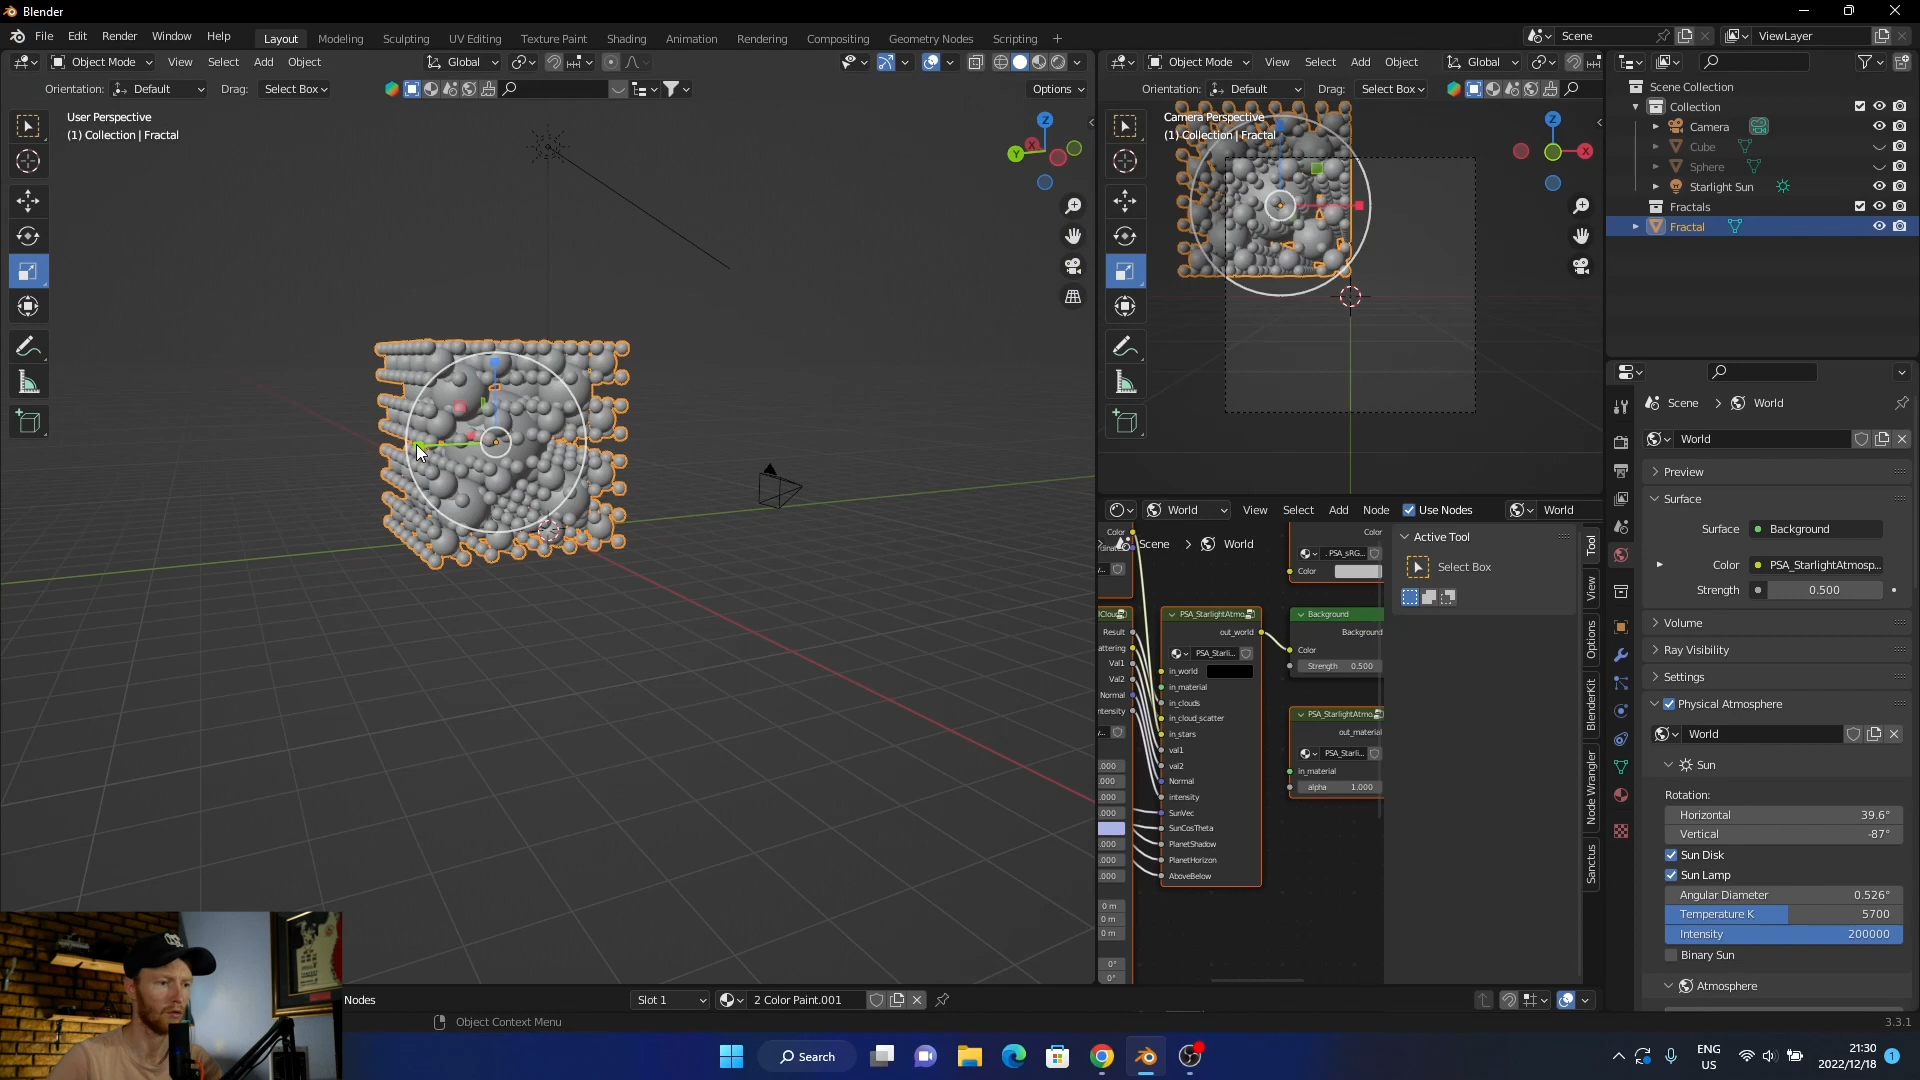 Blender
File Edit Render Window Help
Layout Modeling Sculpting UV Editing Texture Paint Shading Animation Rendering Compositing Geometry Nodes Scripting +
Scene
ViewLayer
Object Mode View Select Add Object
Global
Orientation: Default Drag: Select Box
Options
User Perspective
(1) Collection | Fractal
Z
Y
X
Object Mode View Select Add Object
Global
Orientation: Default Drag: Select Box
Camera Perspective
(1) Collection | Fractal
Z
X
Scene Collection
Collection
Camera
Cube
Sphere
Starlight Sun
Fractals
Fractal
World View Select Add Node Use Nodes World
Scene > World
Color
Result
Val1
Val2
Normal
PSA_StarlightAtmo
out_world
PSA_Starli...
in_world
in_material
in_clouds
in_cloud_scatter
in_stars
val1
val2
Normal
intensity
SunVec
SunCosTheta
PlanetShadow
PlanetHorizon
AboveBelow
.000
.000
.000
.000
.000
.000
.000
0 m
0 m
0 m
0°
0°
Color
. PSA_sRG...
Color
Background
Background
Color
Strength 0.500
PSA_StarlightAtmo.
out_material
PSA_Starli...
in_material
alpha 1.000
Active Tool
Select Box
Tool
View
Options
BlenderKit
Node Wrangler
Sanctus
Scene > World
World
Preview
Surface
Surface Background
Color PSA_StarlightAtmosp...
Strength 0.500
Volume
Ray Visibility
Settings
Physical Atmosphere
World
Sun
Rotation:
Horizontal 39.6°
Vertical -87°
Sun Disk
Sun Lamp
Angular Diameter 0.526°
Temperature K 5700
Intensity 200000
Binary Sun
Atmosphere
Nodes
Slot 1
2 Color Paint.001
Object Context Menu
3.3.1
Search
ENG
US
21:30
2022/12/18
1